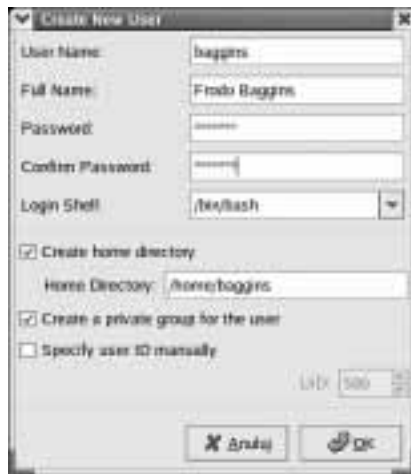 Create New User
User Name: baggins
Full Name: Frodo Baggins
Password: *******
Confirm Password: *******
Login Shell: /bin/bash
Create home directory
Home Directory: /home/baggins
Create a private group for the user
Specify user ID manually
UID: 500
Anuluj OK